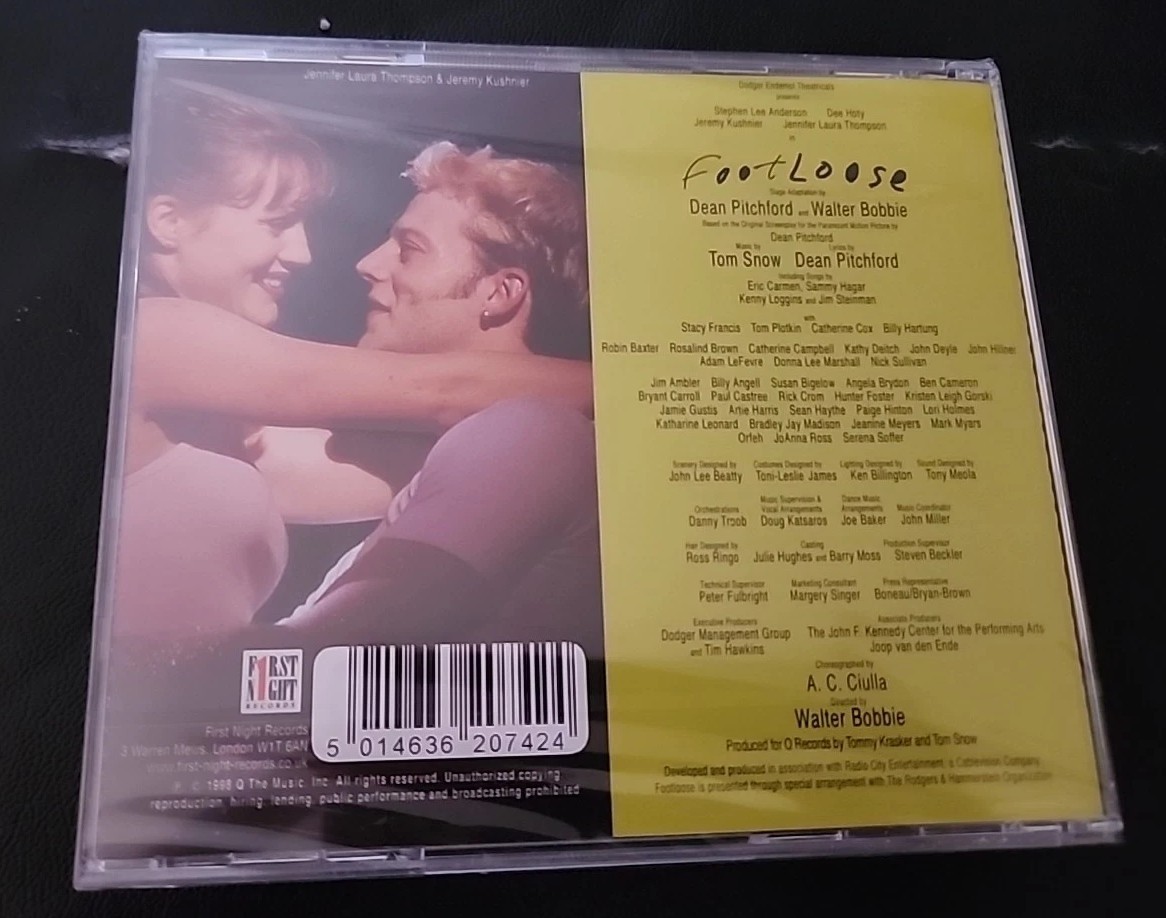 Jennifer Laura Thompson & Jeremy Kushnier
FIRST
NIGHT
RECORDS
First Night Records
3 Warren Mews, London W1T 6AN
www.first-night-records.co.uk
5 014636 207424
℗ © 1998 Q The Music, Inc. All rights reserved. Unauthorized copying,
reproduction, hiring, lending, public performance and broadcasting prohibited
Dodger Endemol Theatricals
presents
Stephen Lee Anderson Dee Hoty
Jeremy Kushnier Jennifer Laura Thompson
in
FootLoose
Stage Adaptation by
Dean Pitchford and Walter Bobbie
Based on the Original Screenplay for the Paramount Motion Picture by
Dean Pitchford
Music by Lyrics by
Tom Snow Dean Pitchford
Including Songs by
Eric Carmen, Sammy Hagar
Kenny Loggins and Jim Steinman
with
Stacy Francis Tom Plotkin Catherine Cox Billy Hartung
Robin Baxter Rosalind Brown Catherine Campbell Kathy Deitch John Deyle John Hillner
Adam LeFevre Donna Lee Marshall Nick Sullivan
Jim Ambler Billy Angell Susan Bigelow Angela Brydon Ben Cameron
Bryant Carroll Paul Castree Rick Crom Hunter Foster Kristen Leigh Gorski
Jamie Gustis Artie Harris Sean Haythe Paige Hinton Lori Holmes
Katharine Leonard Bradley Jay Madison Jeanine Meyers Mark Myars
Orfeh JoAnna Ross Serena Soffer
Scenery Designed by Costumes Designed by Lighting Designed by Sound Designed by
John Lee Beatty Toni-Leslie James Ken Billington Tony Meola
Music Supervision & Dance Music
Orchestrations Vocal Arrangements Arrangements Music Coordinator
Danny Troob Doug Katsaros Joe Baker John Miller
Hair Designed by Casting Production Supervisor
Ross Ringo Julie Hughes and Barry Moss Steven Beckler
Technical Supervisor Marketing Consultant Press Representative
Peter Fulbright Margery Singer Boneau/Bryan-Brown
Executive Producers Associate Producers
Dodger Management Group The John F. Kennedy Center for the Performing Arts
and Tim Hawkins Joop van den Ende
Choreographed by
A. C. Ciulla
Directed by
Walter Bobbie
Produced for Q Records by Tommy Krasker and Tom Snow
Developed and produced in association with Radio City Entertainment, a Cablevision Company
Footloose is presented through special arrangement with The Rodgers & Hammerstein Organization